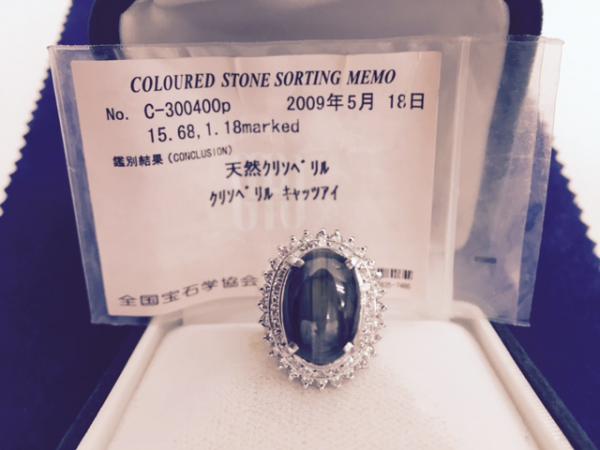 COLOURED STONE SORTING MEMO
No. C-300400p 2009年5月 18日
15.68,1.18marked
鑑別結果 (CONCLUSION)
天然ｸﾘｿﾍﾞﾘﾙ
ｸﾘｿﾍﾞﾘﾙ ｷｬｯﾂｱｲ
全国宝石学協会